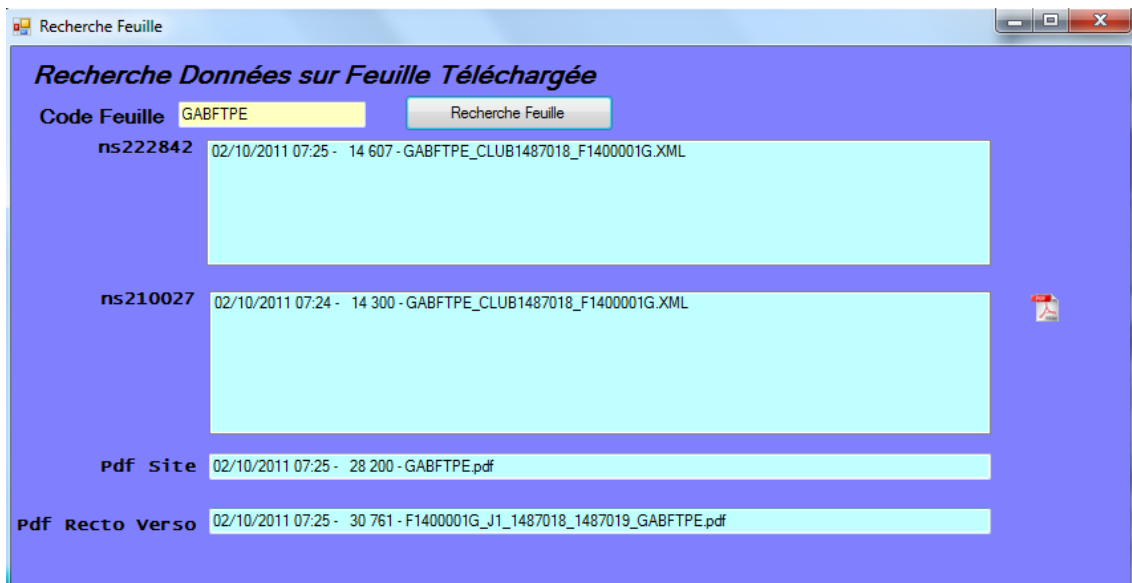 Recherche Feuille
Recherche Données sur Feuille Téléchargée
Code Feuille GABFTPE Recherche Feuille
ns222842 02/10/2011 07:25 - 14 607 - GABFTPE_CLUB1487018_F1400001G.XML
ns210027 02/10/2011 07:24 - 14 300 - GABFTPE_CLUB1487018_F1400001G.XML
Pdf Site 02/10/2011 07:25 - 28 200 - GABFTPE.pdf
Pdf Recto Verso 02/10/2011 07:25 - 30 761 - F1400001G_J1_1487018_1487019_GABFTPE.pdf